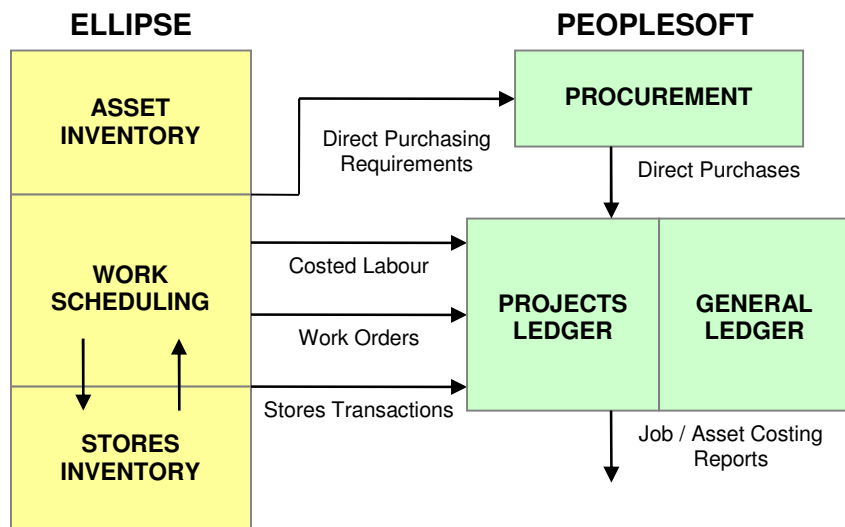 ELLIPSE
PEOPLESOFT
ASSET
INVENTORY
PROCUREMENT
Direct Purchasing
Requirements
Direct Purchases
WORK
SCHEDULING
Costed Labour
Work Orders
Stores Transactions
PROJECTS
LEDGER
GENERAL
LEDGER
STORES
INVENTORY
Job / Asset Costing
Reports